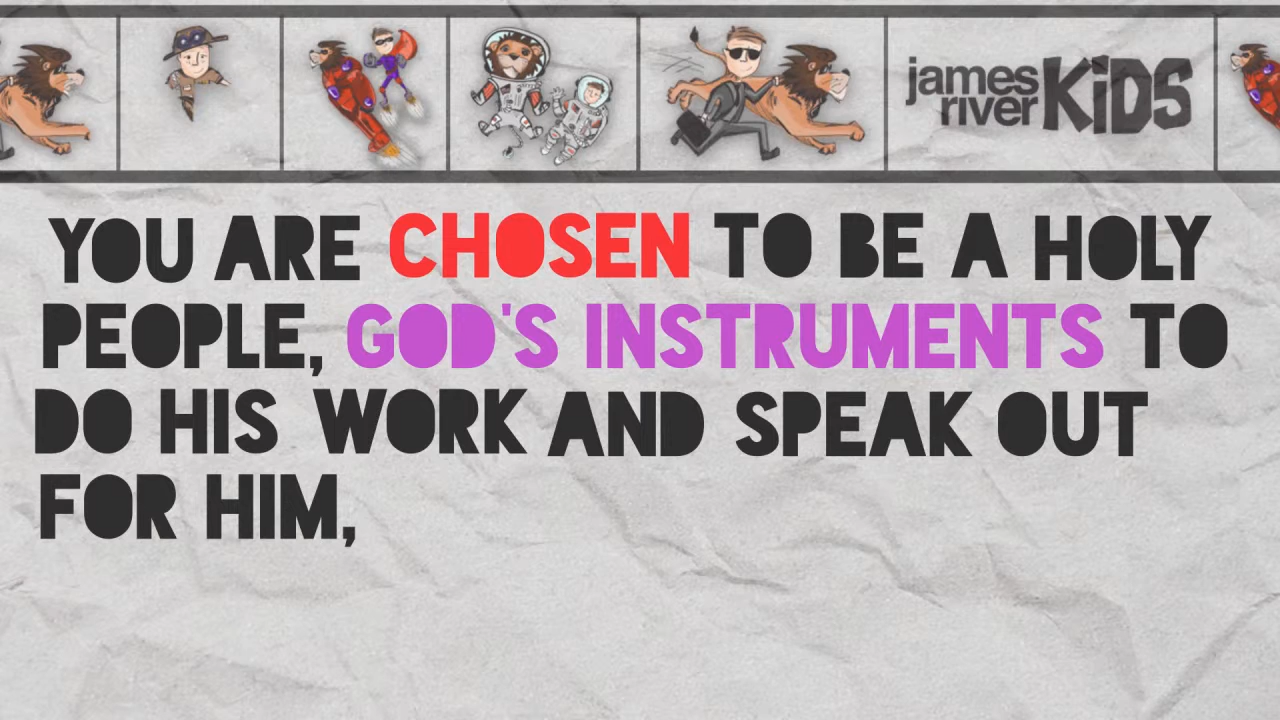 james
river KiDS
YOU ARE CHOSEN TO BE A HOLY
PEOPLE, GOD'S INSTRUMENTS TO
DO HIS WORK AND SPEAK OUT
FOR HIM,